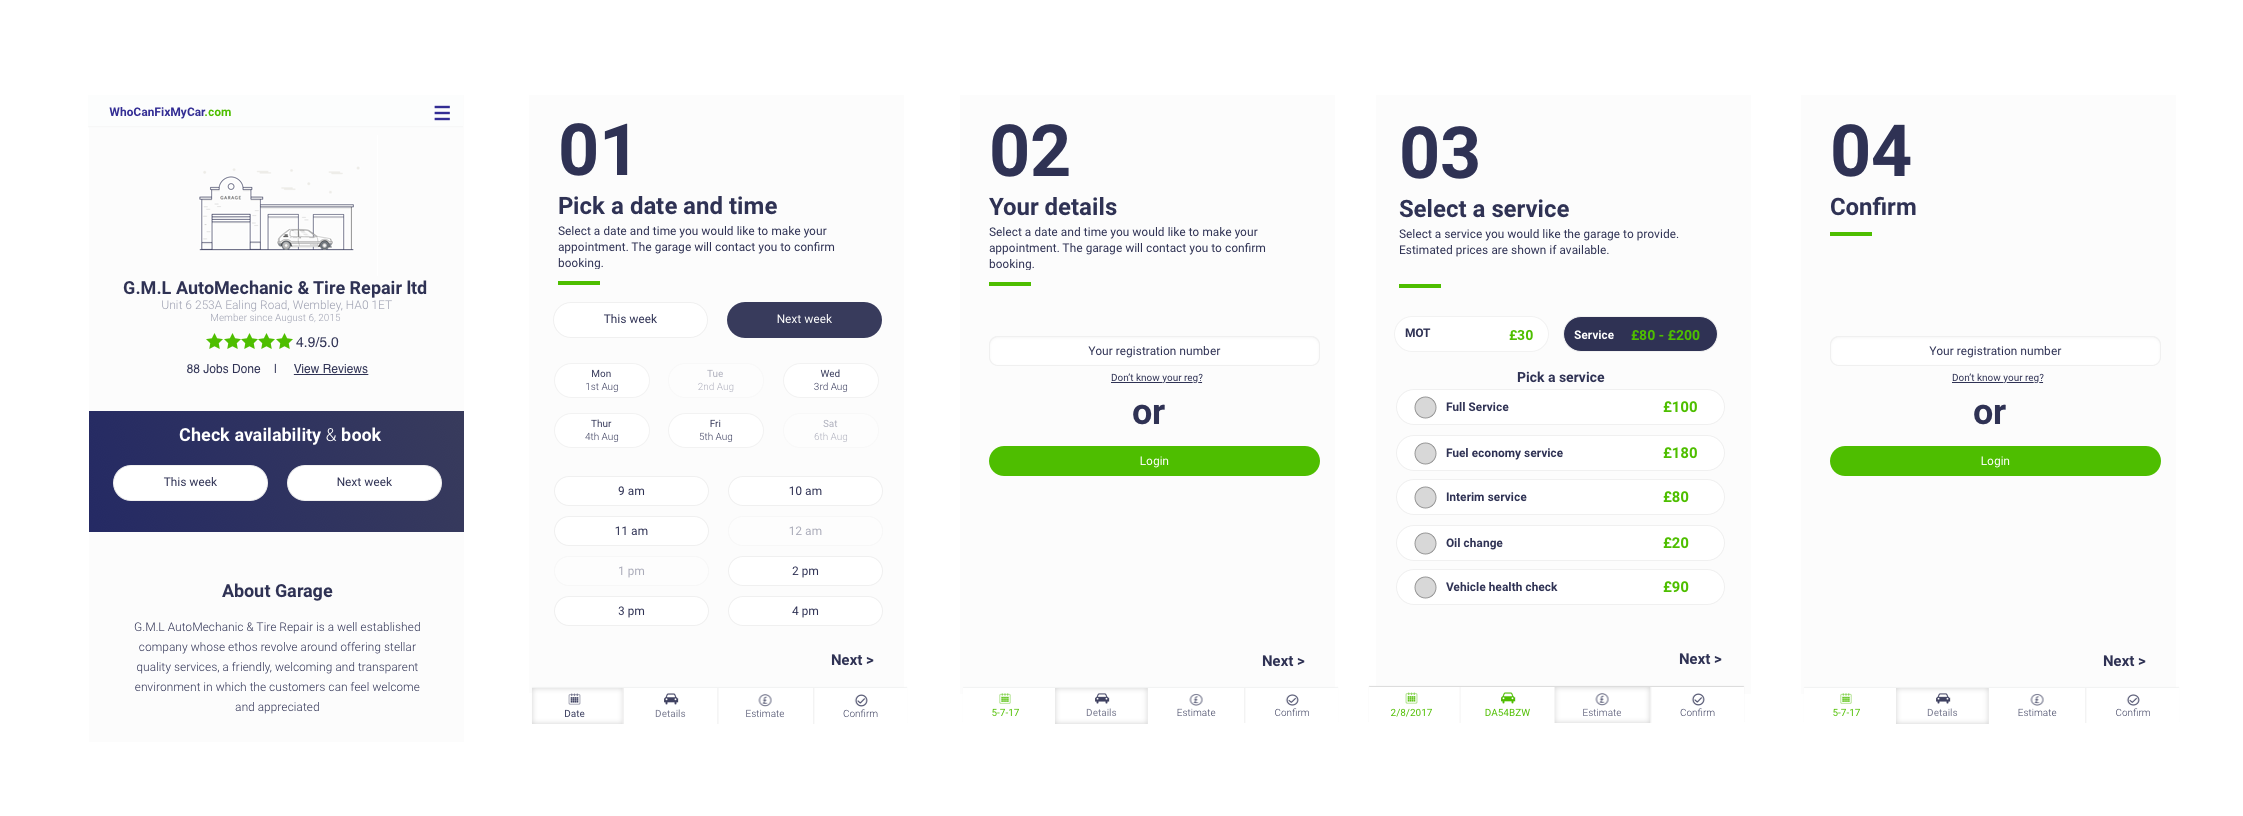 WhoCanFixMyCar.com
GARAGE
G.M.L AutoMechanic & Tire Repair ltd
Unit 6 253A Ealing Road, Wembley, HA0 1ET
Member since August 6, 2015
4.9/5.0
88 Jobs Done | View Reviews
Check availability & book
This week Next week
About Garage
G.M.L AutoMechanic & Tire Repair is a well established
company whose ethos revolve around offering stellar
quality services, a friendly, welcoming and transparent
environment in which the customers can feel welcome
and appreciated
01
Pick a date and time
Select a date and time you would like to make your
appointment. The garage will contact you to confirm
booking.
This week Next week
Mon Tue Wed
1st Aug 2nd Aug 3rd Aug
Thur Fri Sat
4th Aug 5th Aug 6th Aug
9 am 10 am
11 am 12 am
1 pm 2 pm
3 pm 4 pm
Next >
Date Details Estimate Confirm
02
Your details
Select a date and time you would like to make your
appointment. The garage will contact you to confirm
booking.
Your registration number
Don't know your reg?
or
Login
Next >
5-7-17 Details Estimate Confirm
03
Select a service
Select a service you would like the garage to provide.
Estimated prices are shown if available.
MOT £30 Service £80 - £200
Pick a service
Full Service £100
Fuel economy service £180
Interim service £80
Oil change £20
Vehicle health check £90
Next >
2/8/2017 DA54BZW Estimate Confirm
04
Confirm
Your registration number
Don't know your reg?
or
Login
Next >
5-7-17 Details Estimate Confirm